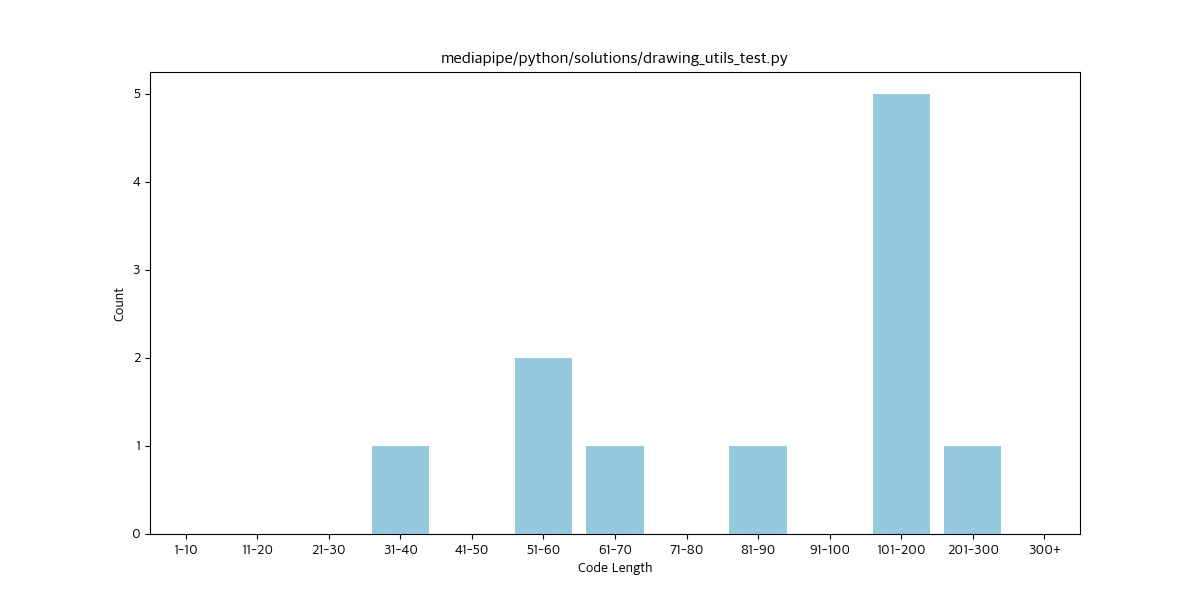 mediapipe/python/solutions/drawing_utils_test.py
5
4
3
2
1
0
Count
1-10 11-20 21-30 31-40 41-50 51-60 61-70 71-80 81-90 91-100 101-200 201-300 300+
Code Length